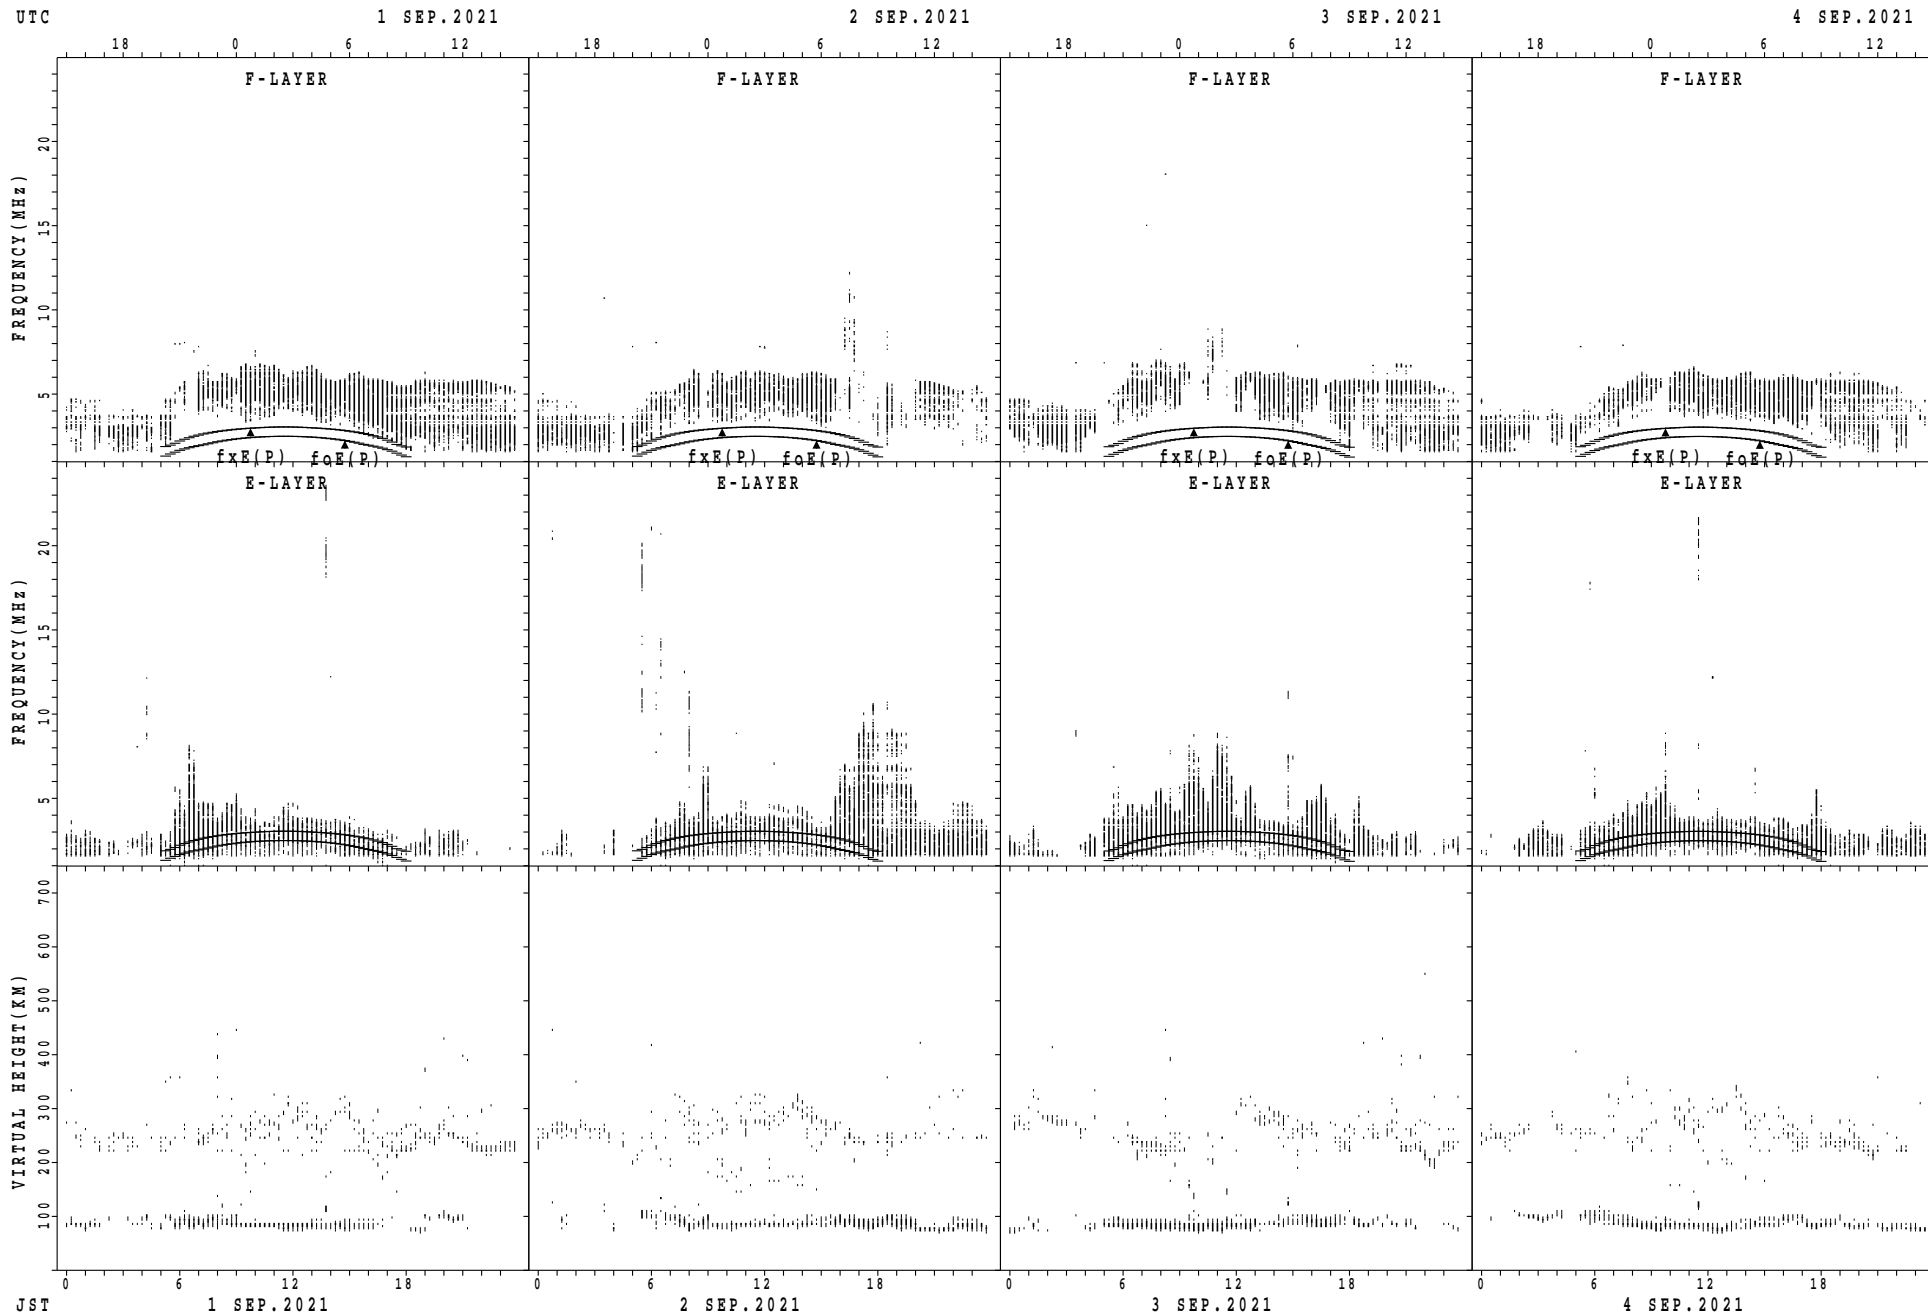 UTC 1 SEP.2021 2 SEP.2021 3 SEP.2021 4 SEP.2021
18 0 6 12 18 0 6 12 18 0 6 12 18 0 6 12
F-LAYER F-LAYER F-LAYER F-LAYER
FREQUENCY(MHz)
20
15
10
5
fxE(P) foE(P) fxE(P) foE(P) fxE(P) foE(P) fxE(P) foE(P)
E-LAYER E-LAYER E-LAYER E-LAYER
FREQUENCY(MHz)
20
15
10
5
VIRTUAL HEIGHT(KM)
700
600
500
400
300
200
100
0 6 12 18 0 6 12 18 0 6 12 18 0 6 12 18
JST 1 SEP.2021 2 SEP.2021 3 SEP.2021 4 SEP.2021